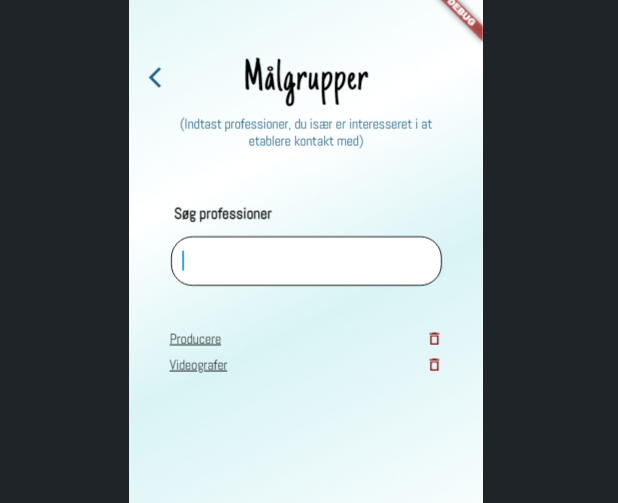 DEBUG
Målgrupper
(Indtast professioner, du især er interesseret i at
etablere kontakt med)
Søg professioner
Producere
Videografer